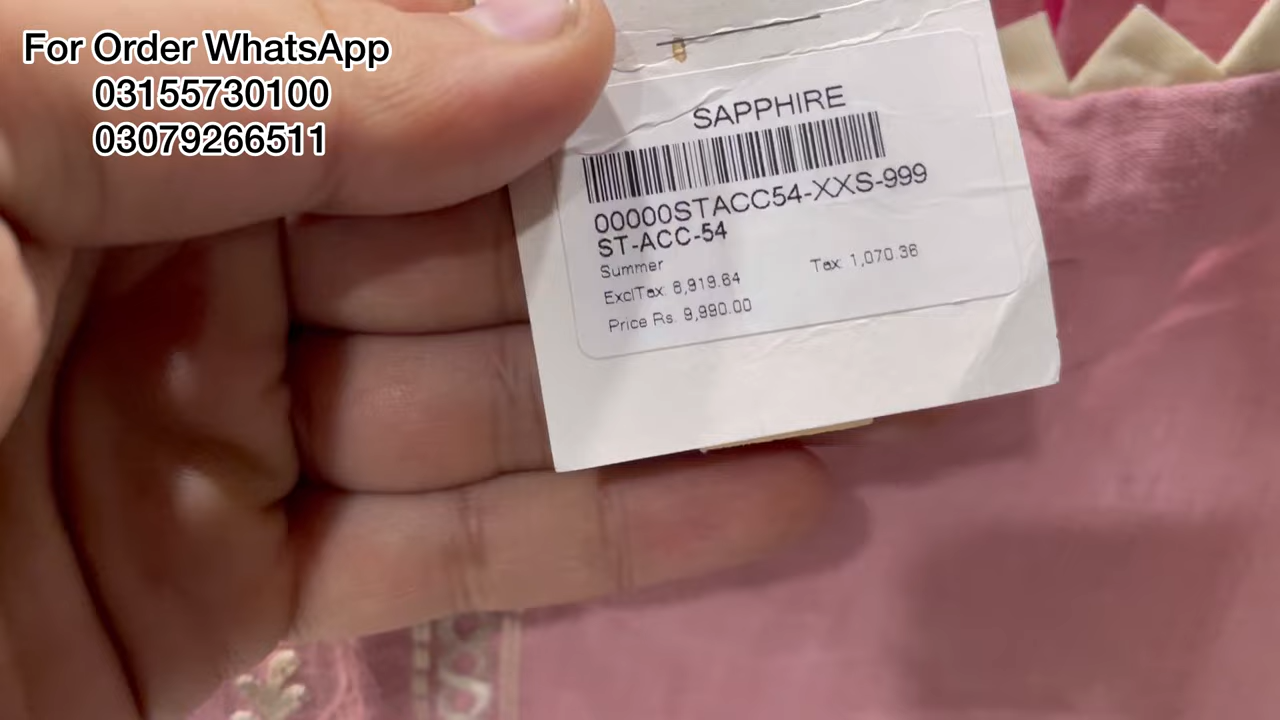 For Order WhatsApp
03155730100
03079266511
SAPPHIRE
00000STACC54-XXS-999
ST-ACC-54
Summer
ExclTax: 8,919.64 Tax: 1,070.36
Price Rs. 9,990.00